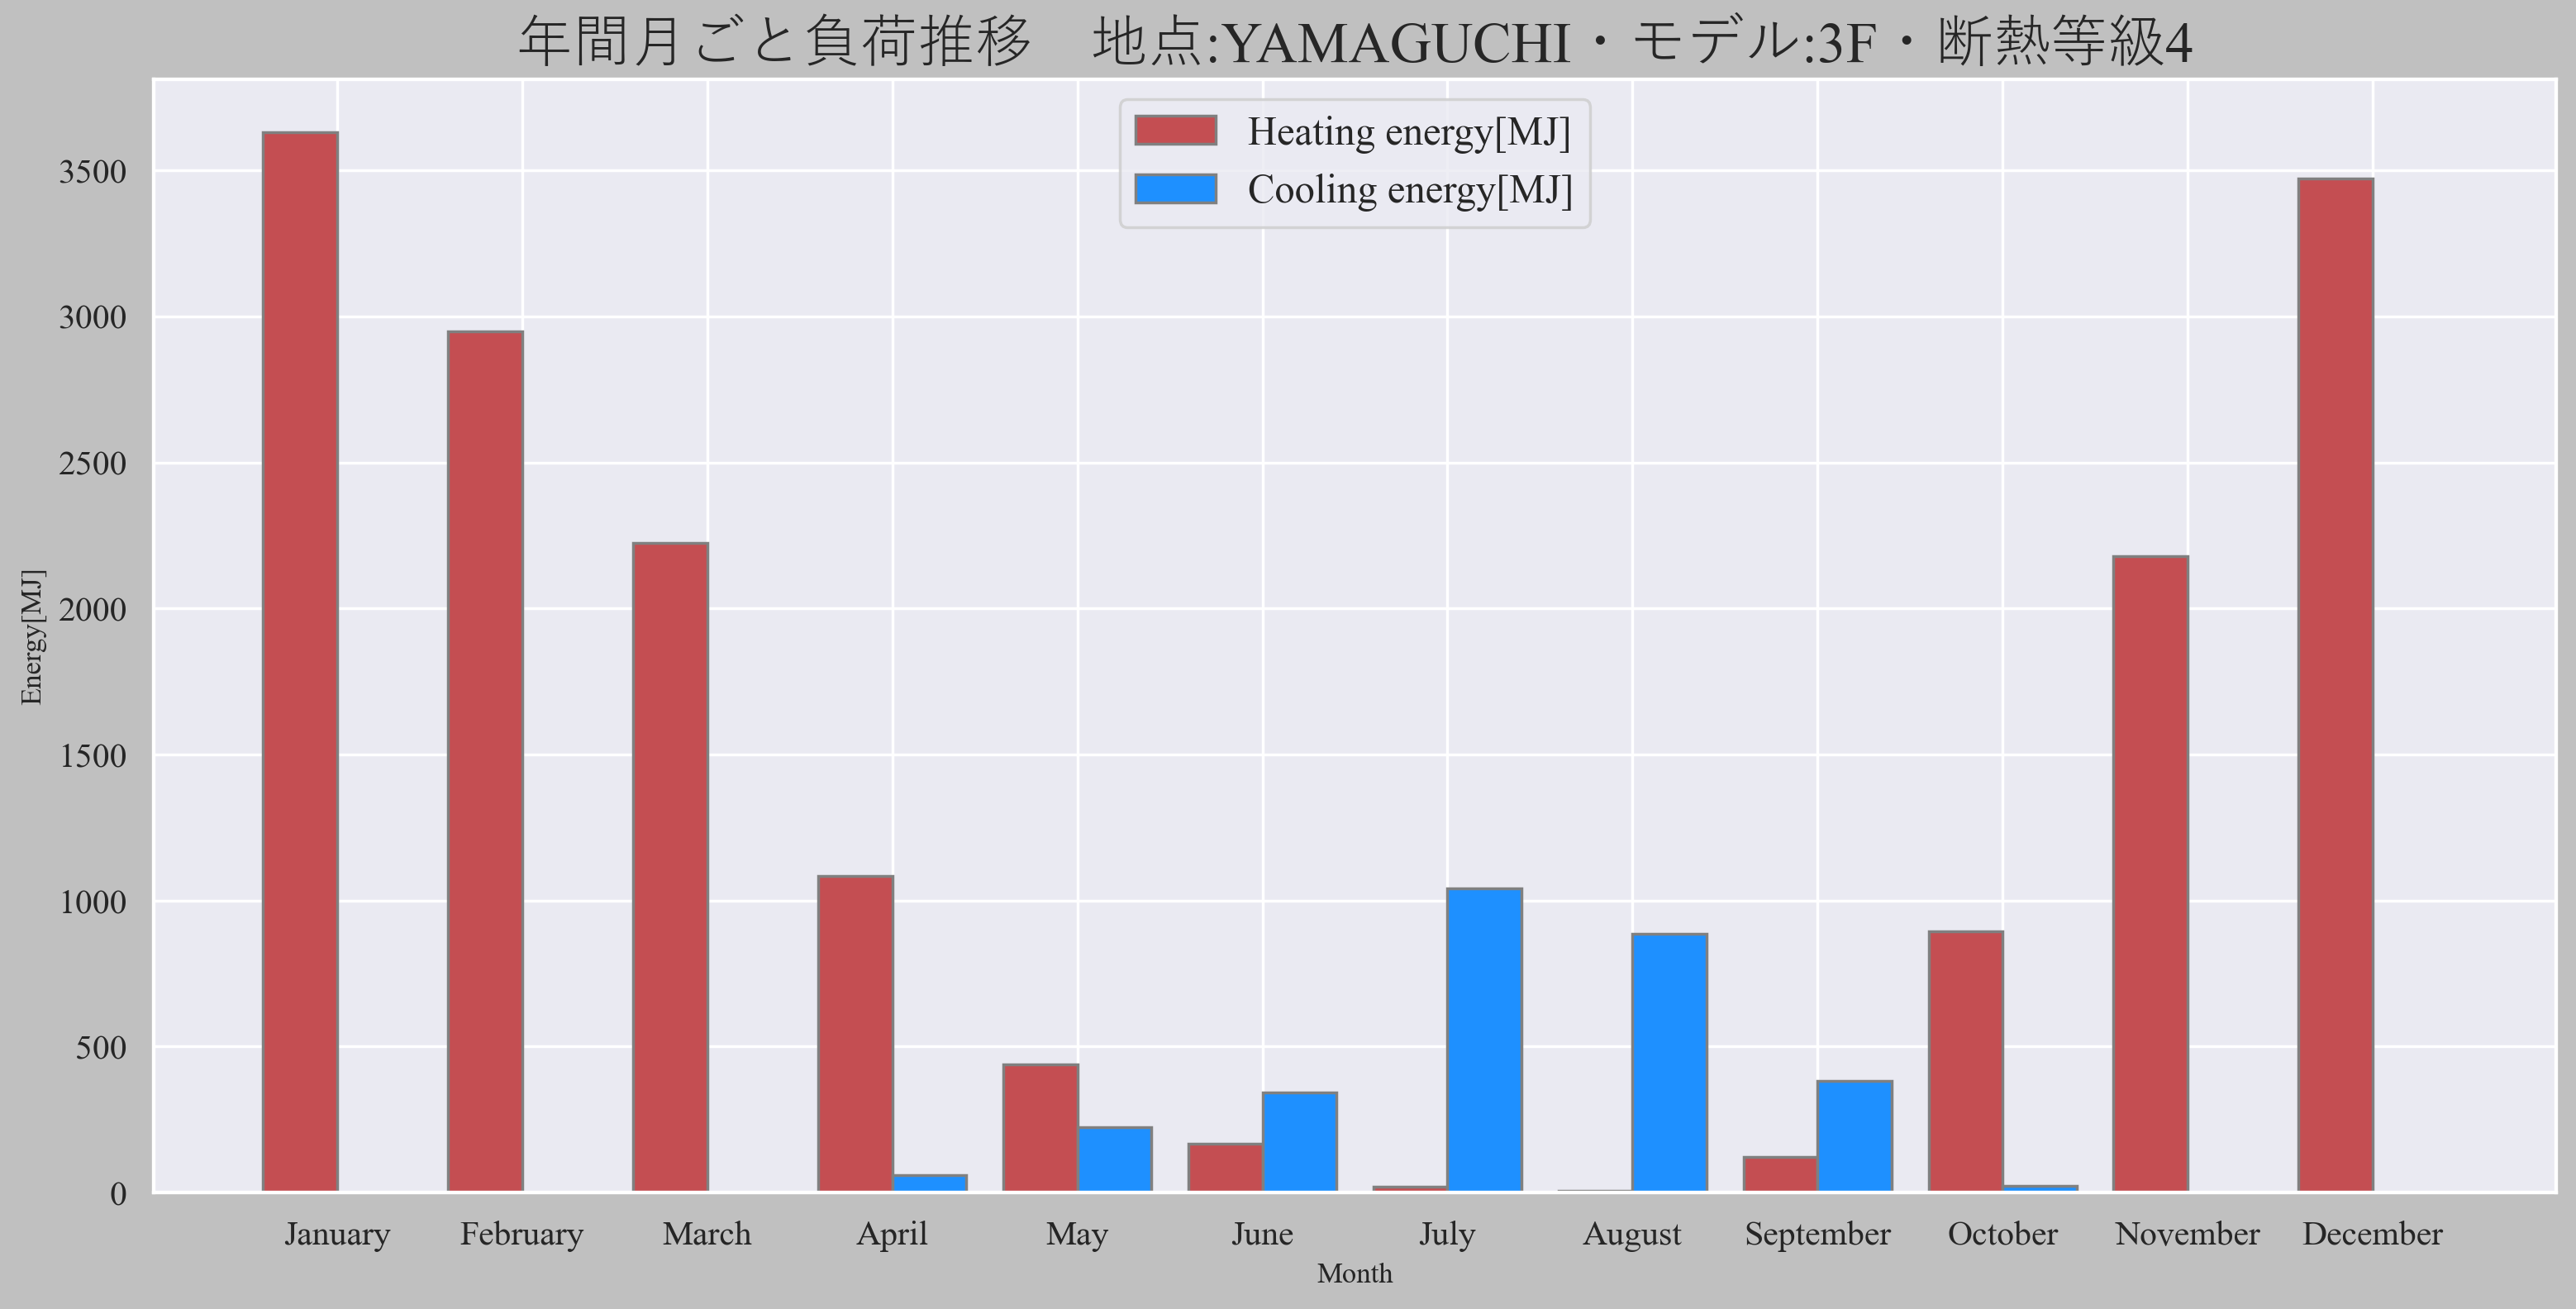 年間月ごと負荷推移　地点:YAMAGUCHI・モデル:3F・断熱等級4
Heating energy[MJ]
Cooling energy[MJ]
Energy[MJ]
3500
3000
2500
2000
1500
1000
500
0
January February March April May June July August September October November December
Month